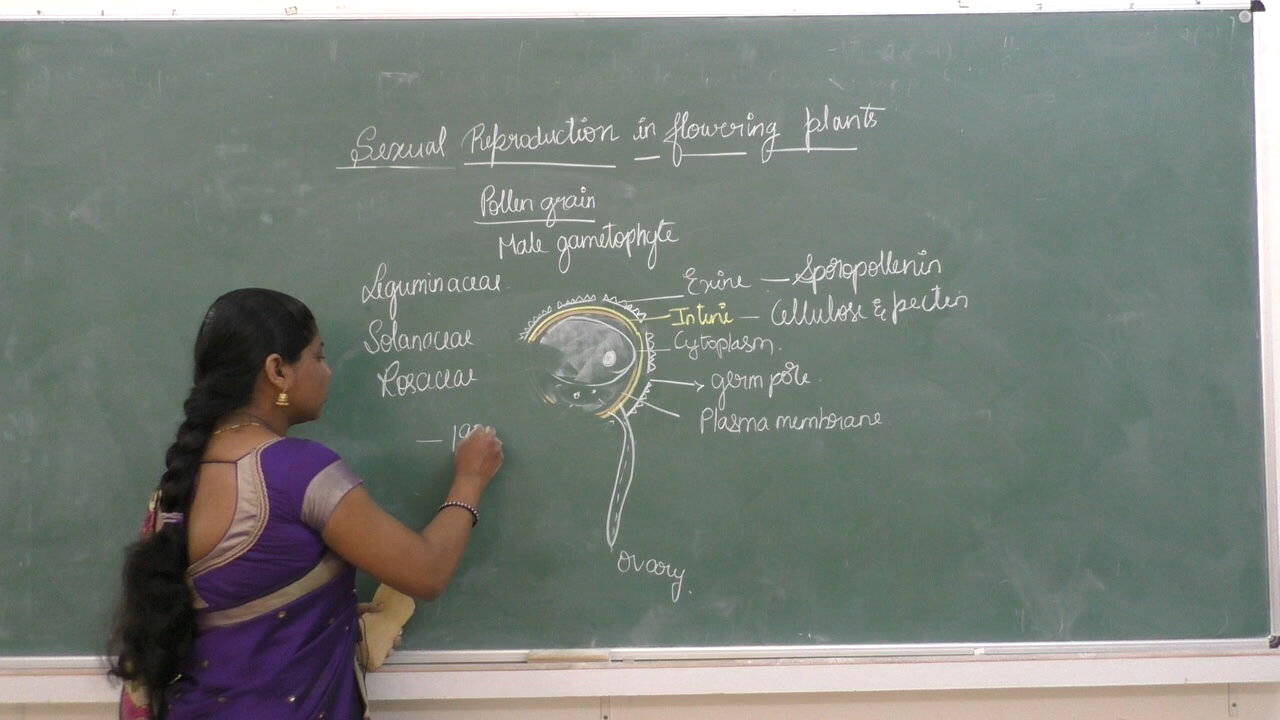 Sexual Reproduction in flowering plants
Pollen grain
Male gametophyte
Leguminaceae
Solanaceae
Rosaceae
Exine — Sporopollenin
Intine — Cellulose & pectin
Cytoplasm.
germ pore
Plasma membrane
Ovary.